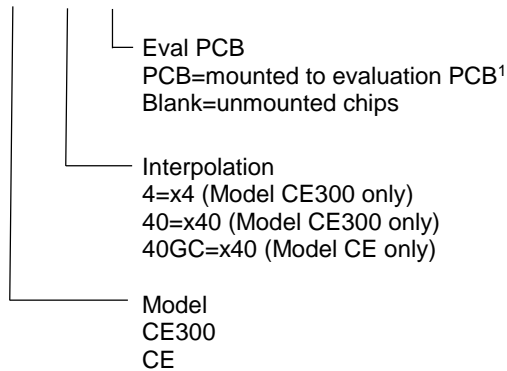 Eval PCB
PCB=mounted to evaluation PCB¹
Blank=unmounted chips
Interpolation
4=x4 (Model CE300 only)
40=x40 (Model CE300 only)
40GC=x40 (Model CE only)
Model
CE300
CE